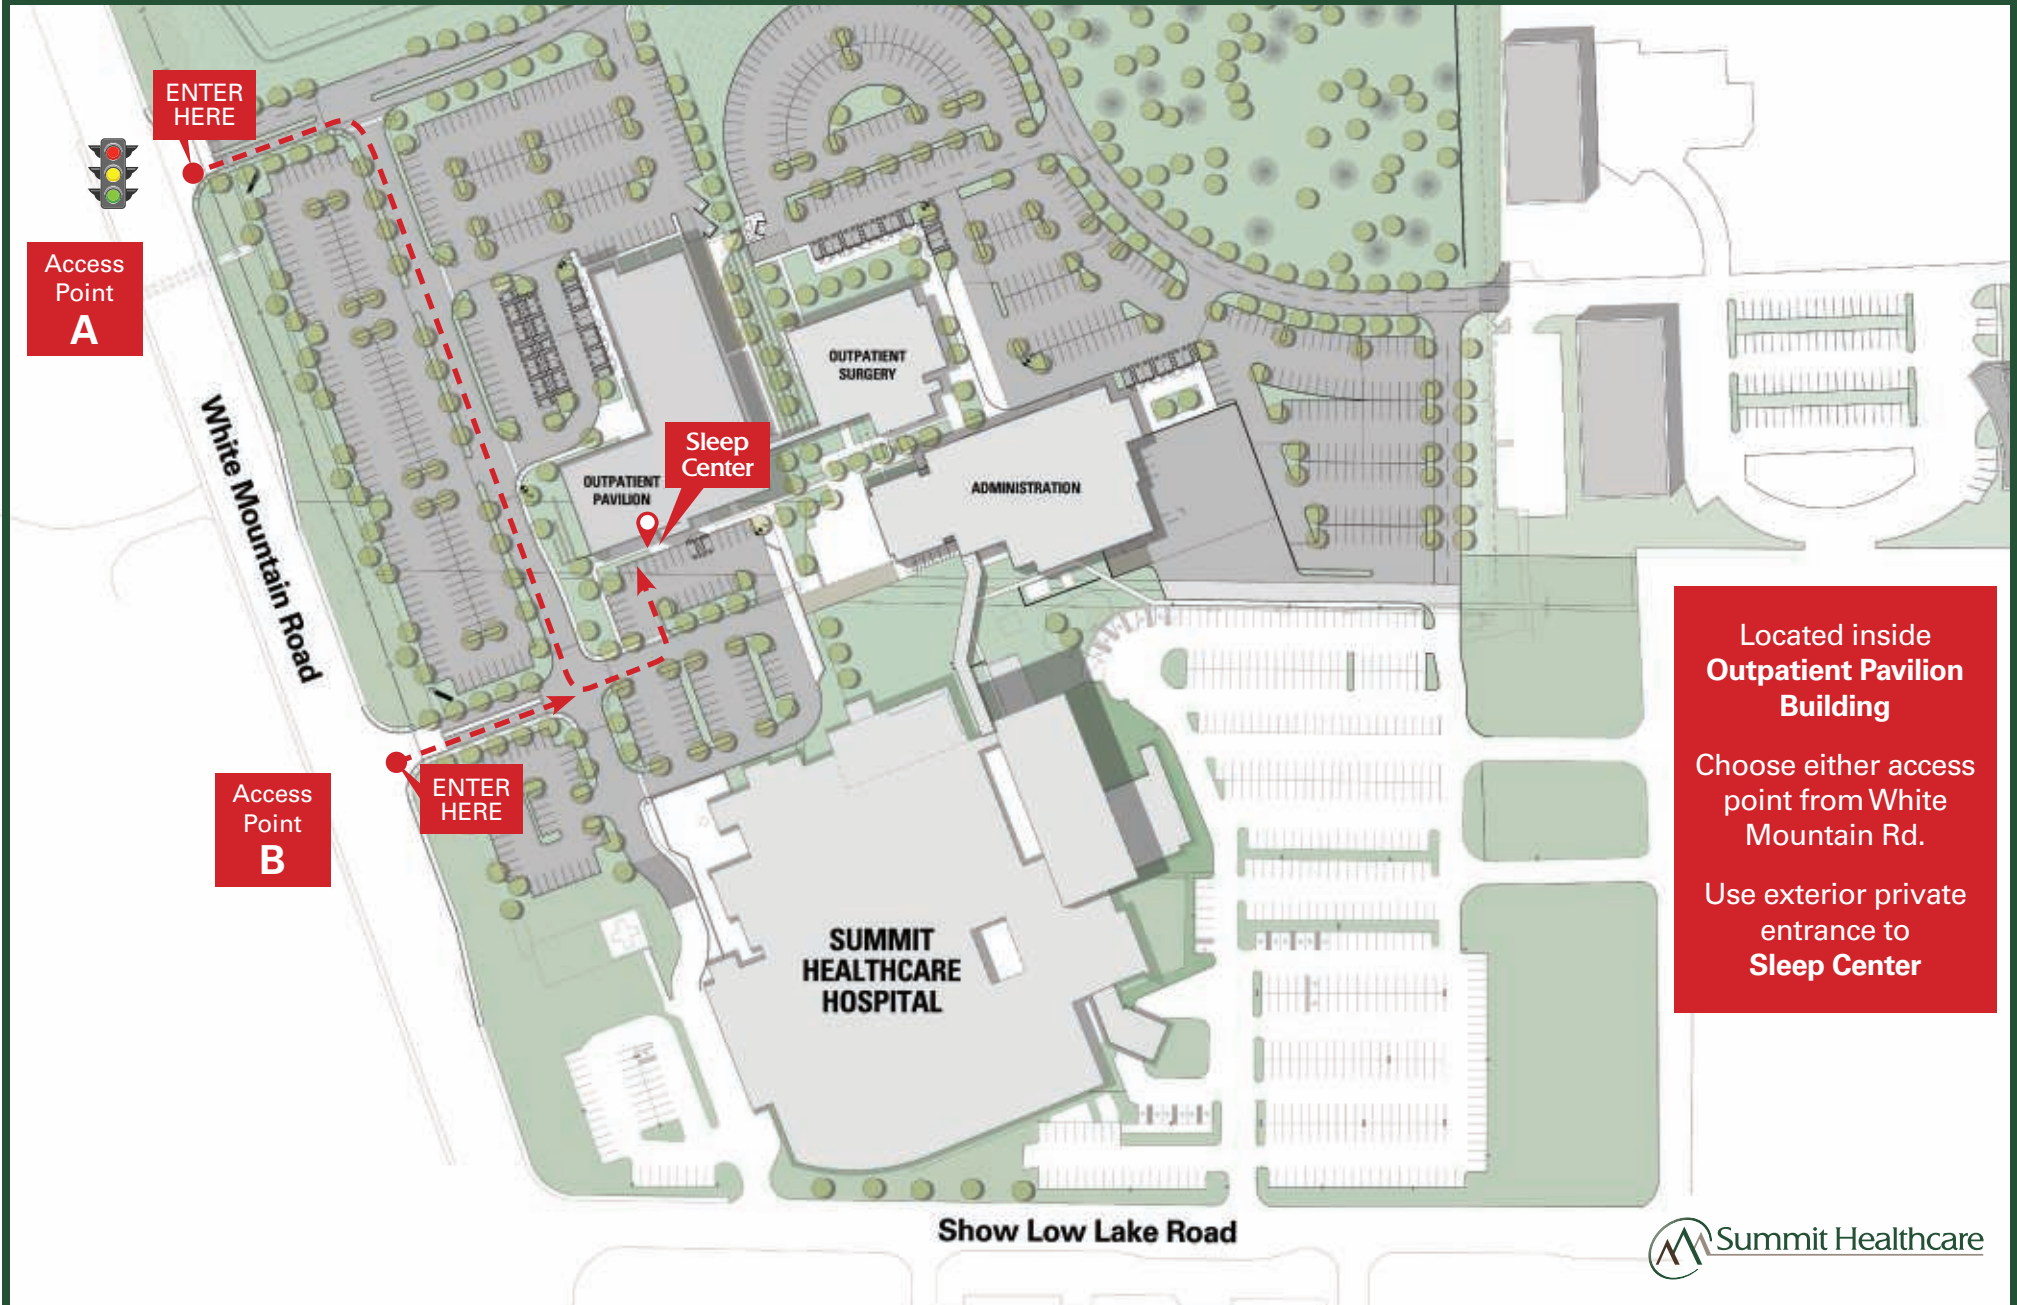 ENTER
HERE
Access
Point
A
White Mountain Road
OUTPATIENT
SURGERY
Sleep
Center
OUTPATIENT
PAVILION
ADMINISTRATION
Located inside
Outpatient Pavilion
Building
Choose either access
point from White
Mountain Rd.
Use exterior private
entrance to
Sleep Center
Access
Point
B
ENTER
HERE
SUMMIT
HEALTHCARE
HOSPITAL
Show Low Lake Road
Summit Healthcare